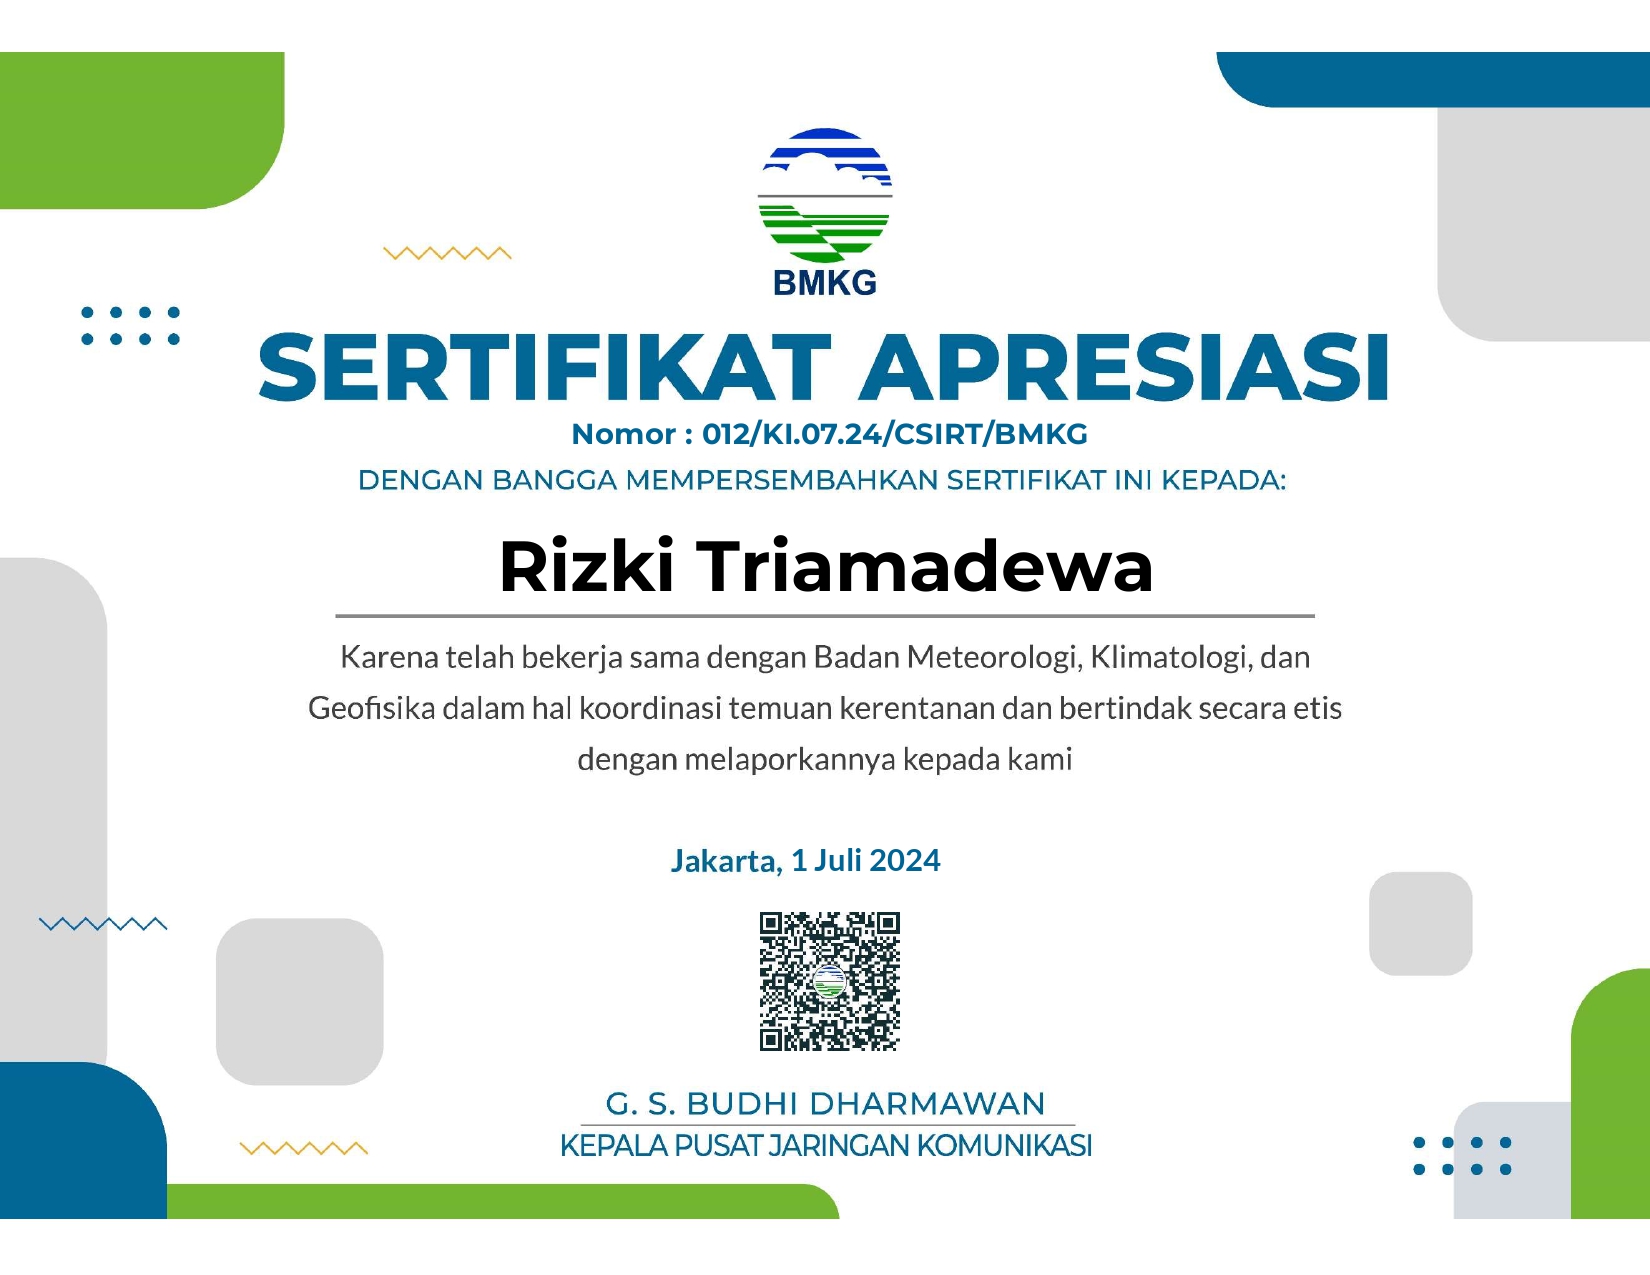 BMKG
SERTIFIKAT APRESIASI
Nomor : 012/KI.07.24/CSIRT/BMKG
DENGAN BANGGA MEMPERSEMBAHKAN SERTIFIKAT INI KEPADA:
Rizki Triamadewa
Karena telah bekerja sama dengan Badan Meteorologi, Klimatologi, dan
Geofisika dalam hal koordinasi temuan kerentanan dan bertindak secara etis
dengan melaporkannya kepada kami
Jakarta, 1 Juli 2024
G. S. BUDHI DHARMAWAN
KEPALA PUSAT JARINGAN KOMUNIKASI